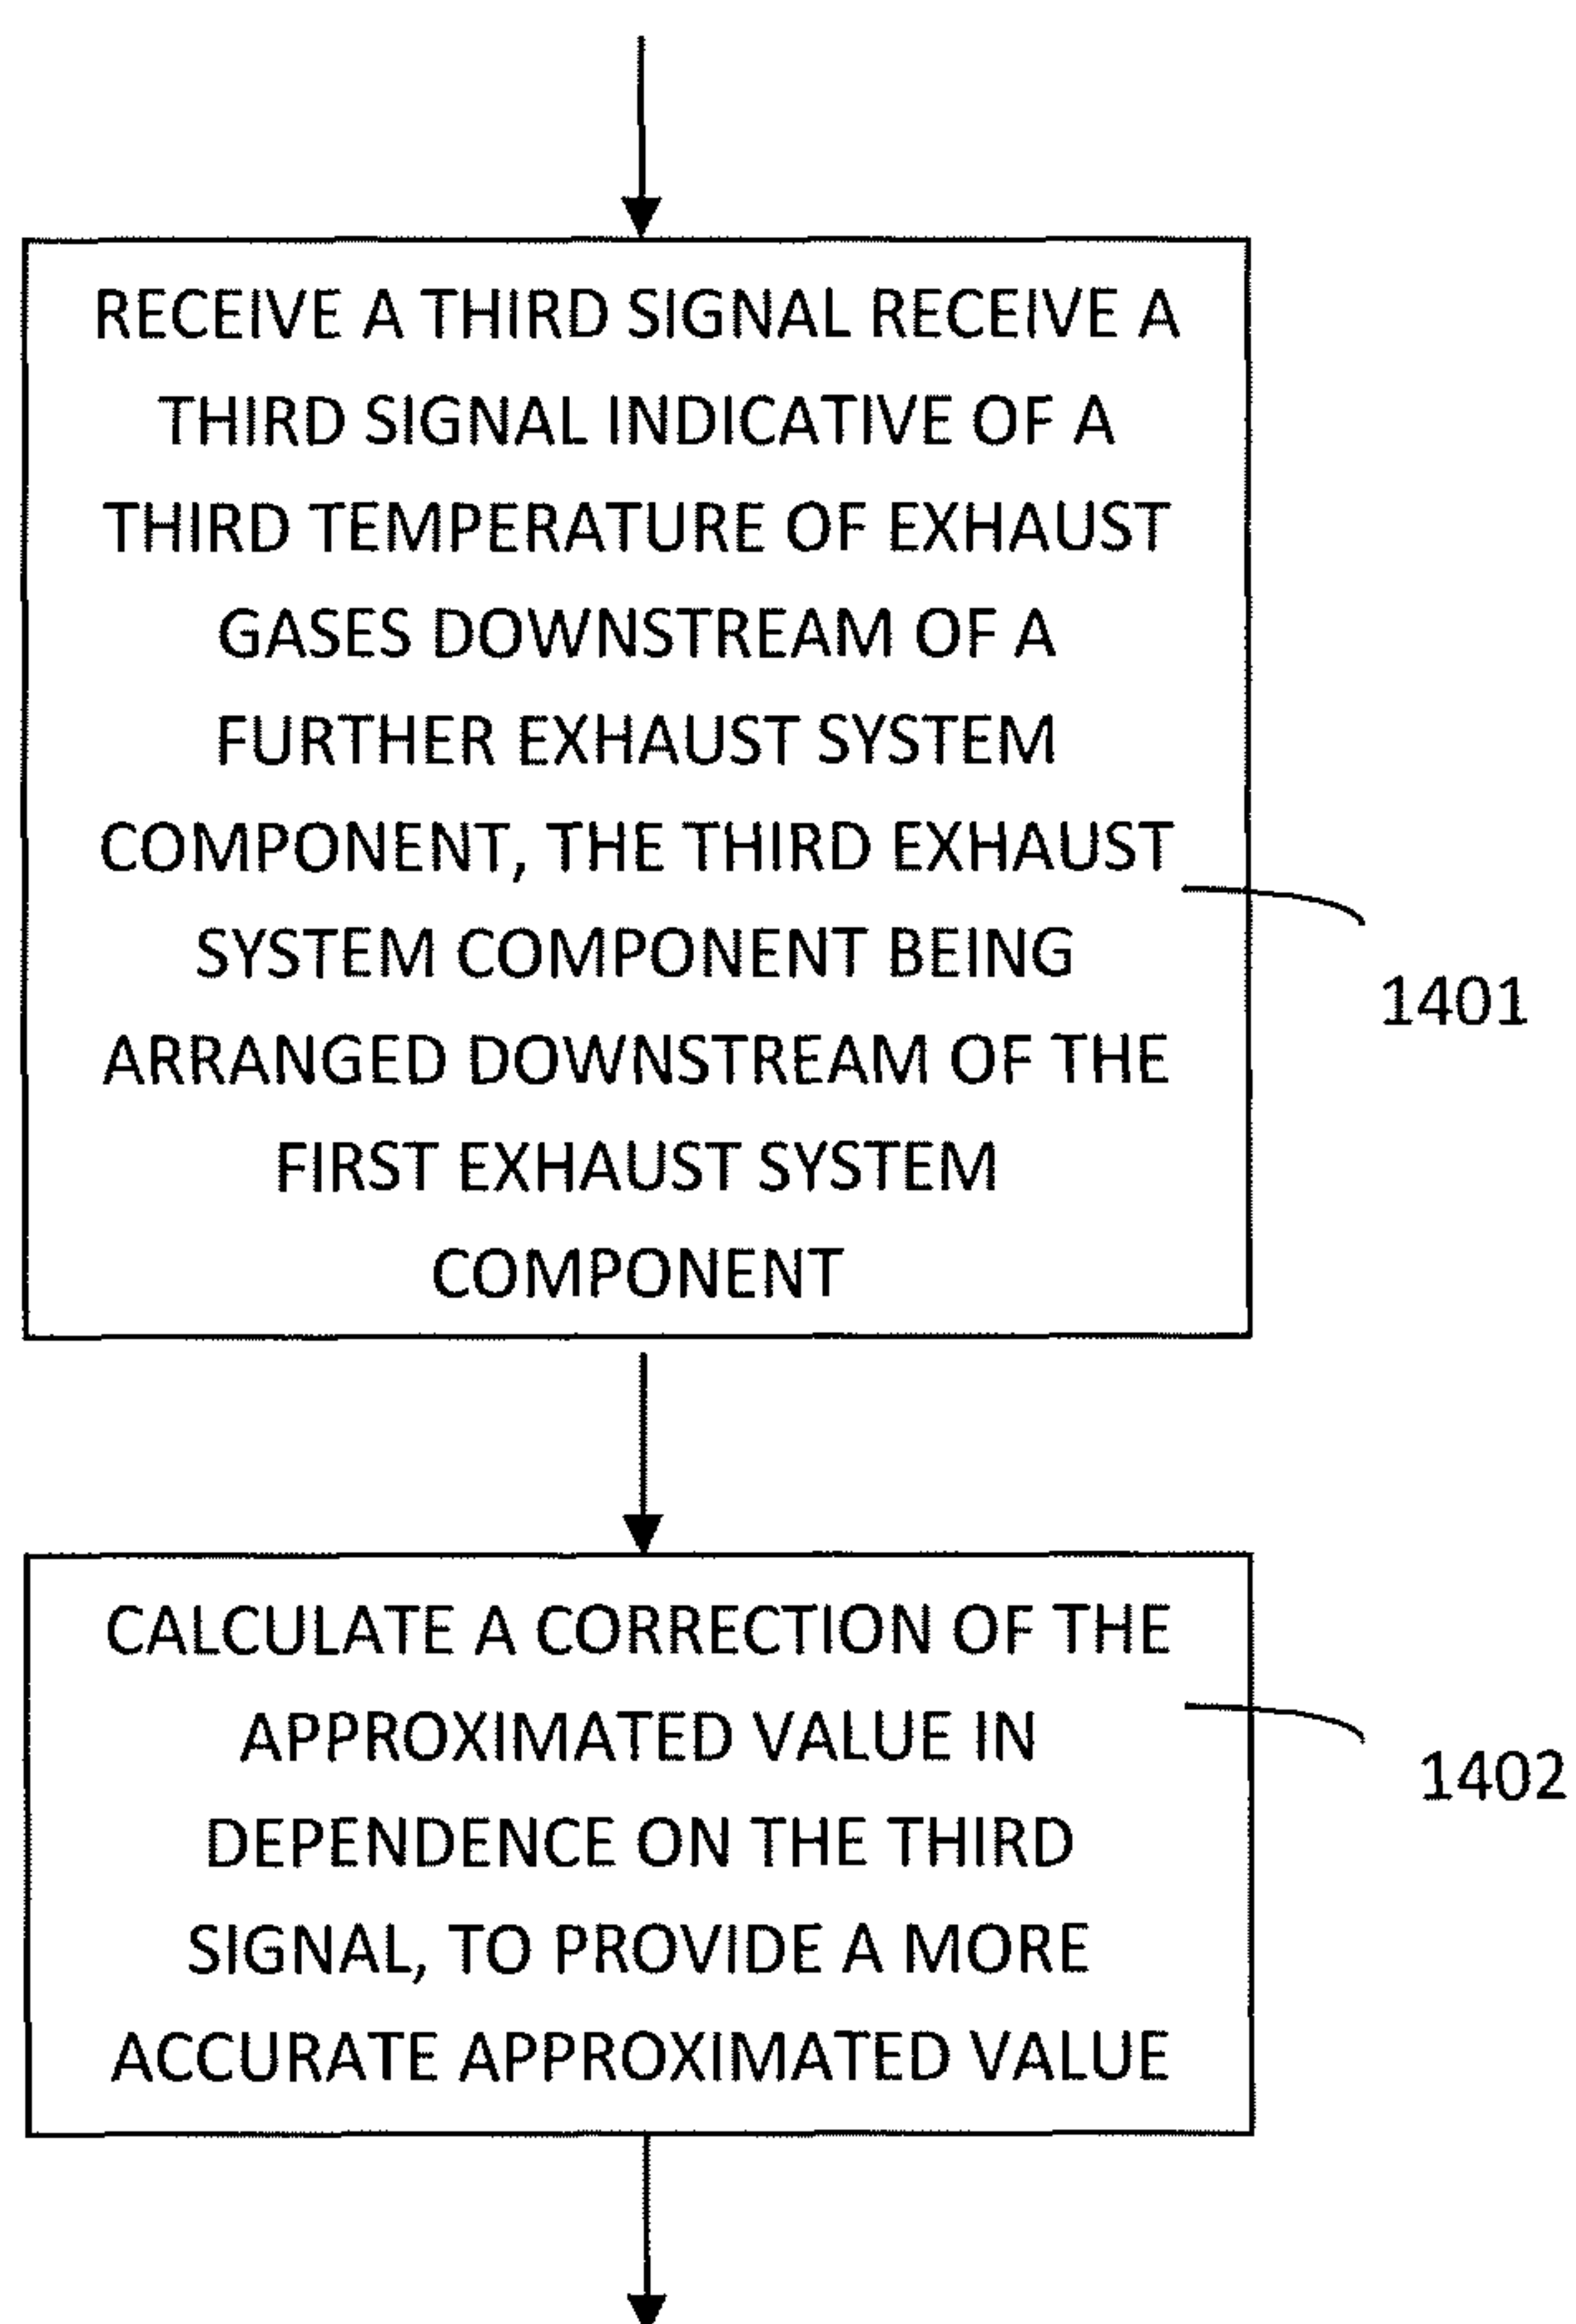 RECEIVE A THIRD SIGNAL RECEIVE A
THIRD SIGNAL INDICATIVE OF A
THIRD TEMPERATURE OF EXHAUST
GASES DOWNSTREAM OF A
FURTHER EXHAUST SYSTEM
COMPONENT, THE THIRD EXHAUST
SYSTEM COMPONENT BEING
ARRANGED DOWNSTREAM OF THE
FIRST EXHAUST SYSTEM
COMPONENT
1401
CALCULATE A CORRECTION OF THE
APPROXIMATED VALUE IN
DEPENDENCE ON THE THIRD
SIGNAL, TO PROVIDE A MORE
ACCURATE APPROXIMATED VALUE
1402